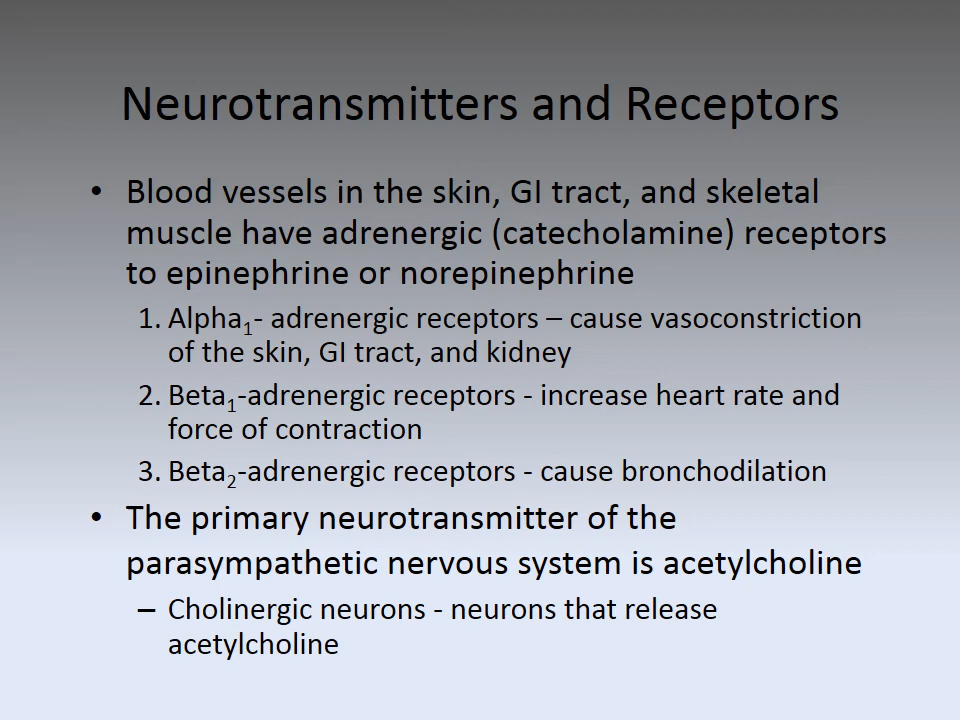 Neurotransmitters and Receptors
• Blood vessels in the skin, GI tract, and skeletal
muscle have adrenergic (catecholamine) receptors
to epinephrine or norepinephrine
1. Alpha₁- adrenergic receptors – cause vasoconstriction
of the skin, GI tract, and kidney
2. Beta₁-adrenergic receptors - increase heart rate and
force of contraction
3. Beta₂-adrenergic receptors - cause bronchodilation
• The primary neurotransmitter of the
parasympathetic nervous system is acetylcholine
– Cholinergic neurons - neurons that release
acetylcholine